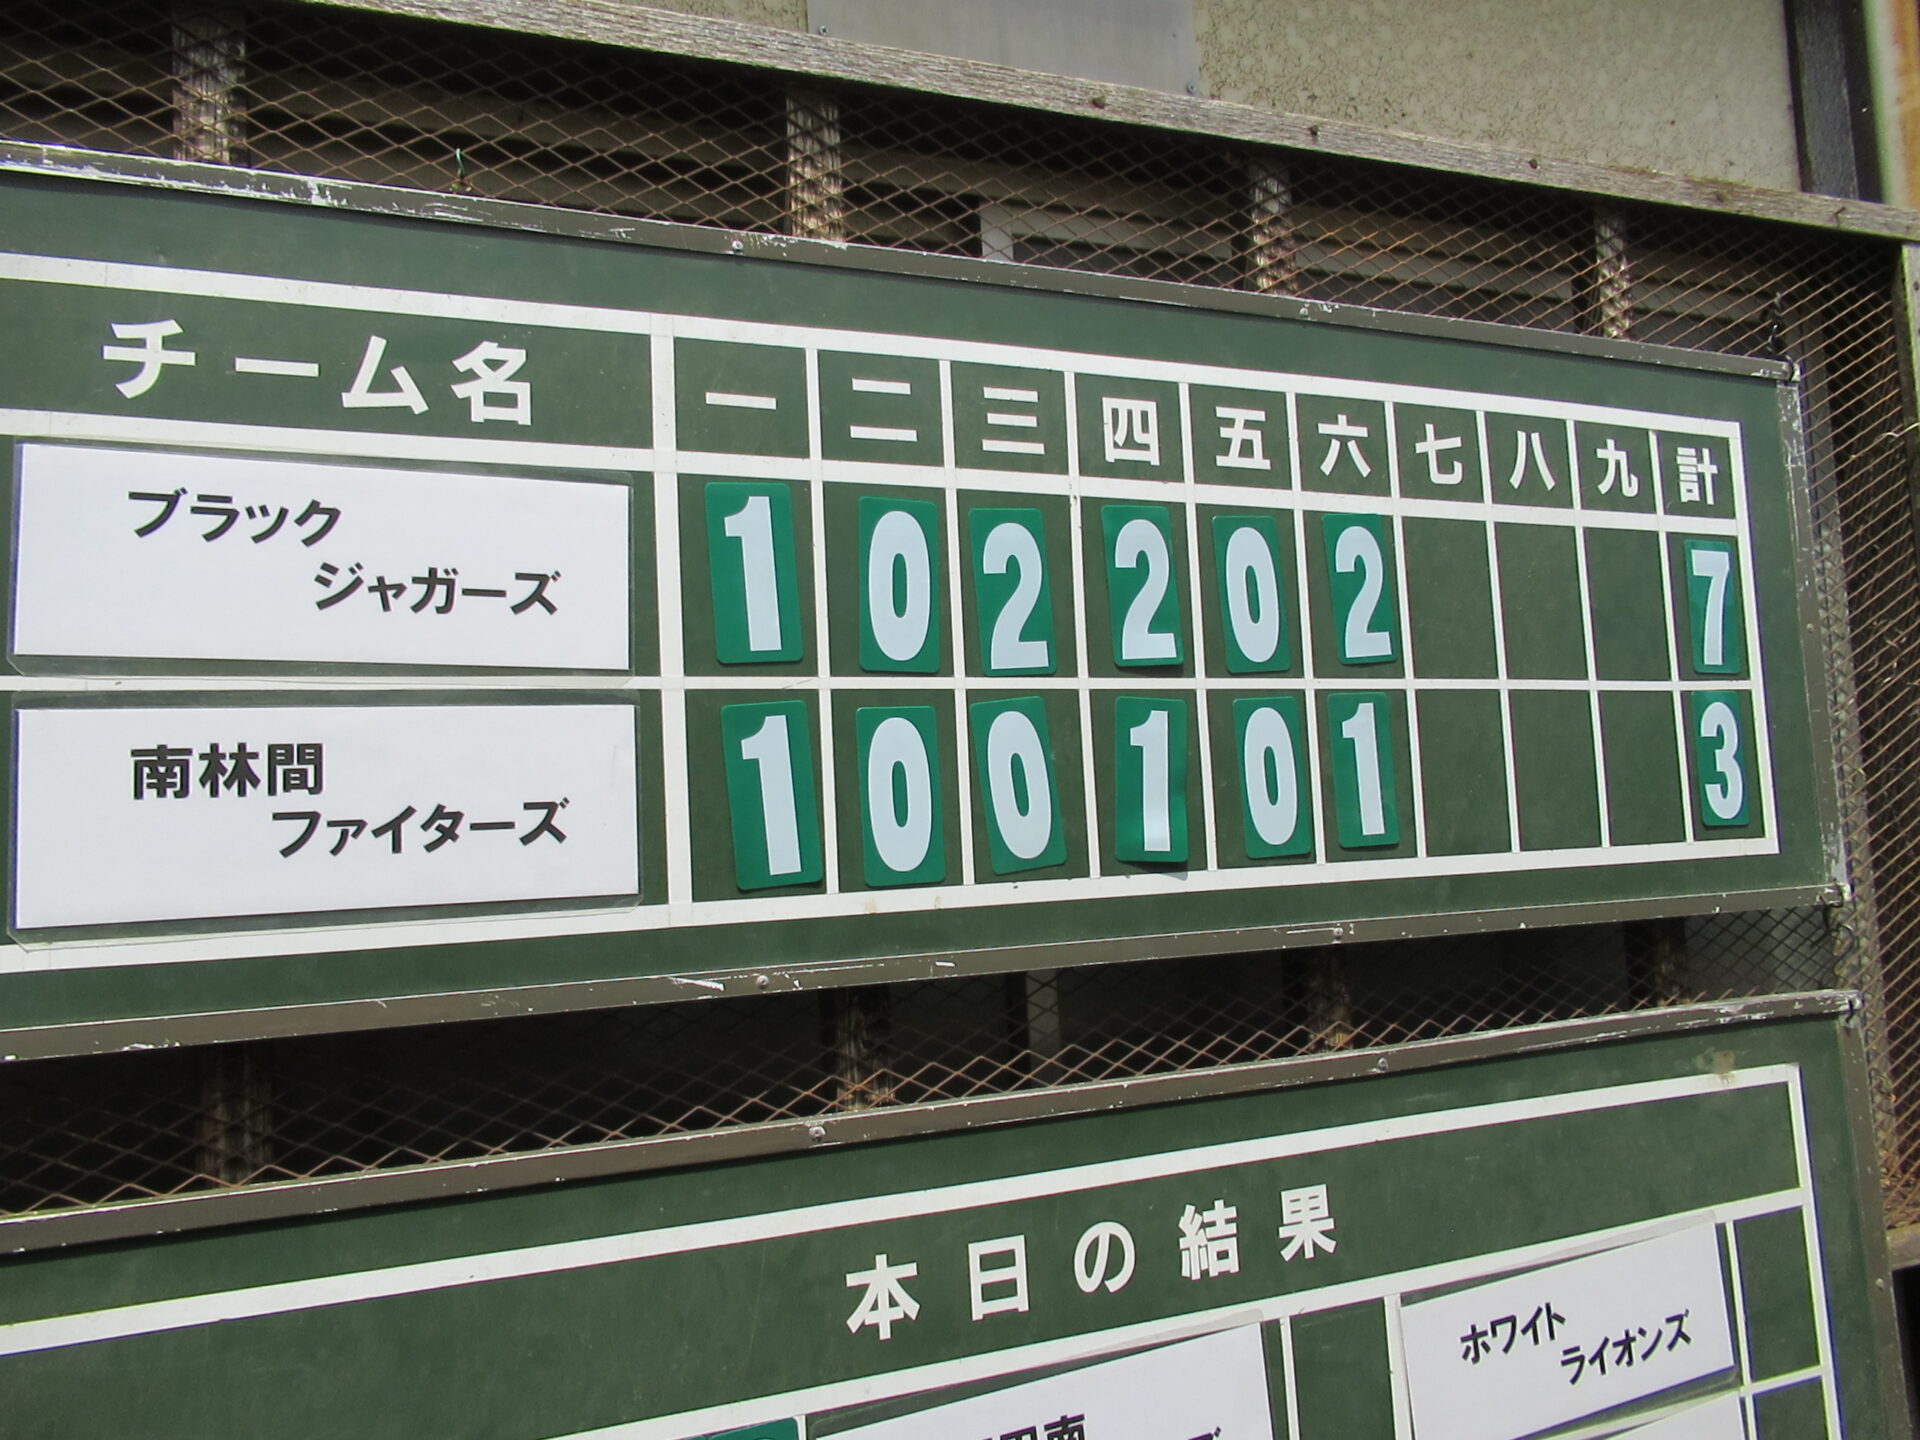 チーム名 一 二 三 四 五 六 七 八 九 計
ブラック
ジャガーズ
1 0 2 2 0 2 7
南林間
ファイターズ
1 0 0 1 0 1 3
本日の結果
ホワイト
ライオンズ